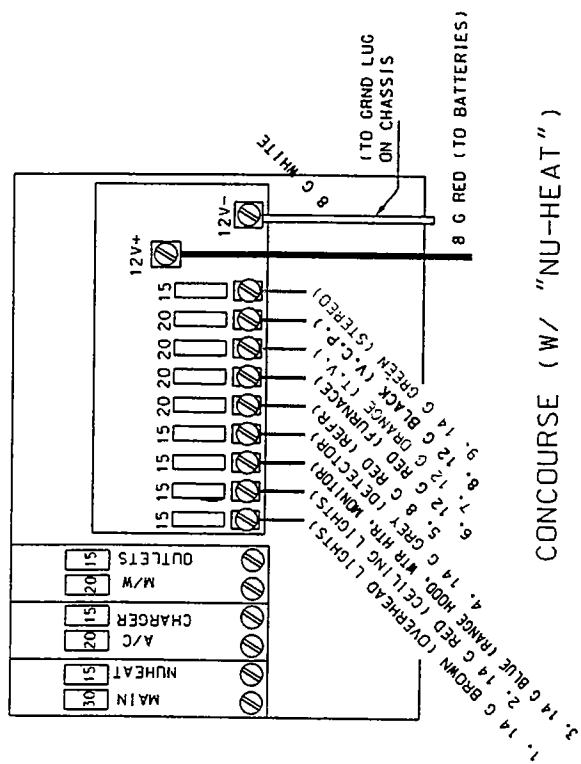 MAIN
30
NUHEAT
15
A/C
20
CHARGER
15
M/W
20
OUTLETS
15
15
15
15
15
20
20
20
20
15
12V+
12V-
8 G WHITE
(TO GRND LUG
ON CHASSIS
8 G RED (TO BATTERIES)
1. 14 G BROWN (OVERHEAD LIGHTS)
2. 14 G RED (CEILING LIGHTS)
3. 14 G BLUE (RANGE HOOD, WTR HTR, MONITOR)
4. 14 G GREY (DETECTOR)
5. 8 G RED (REFR)
6. 12 G RED (FURNACE)
7. 12 G ORANGE (T.V.)
8. 12 G BLACK (V.C.P.)
9. 14 G GREEN (STEREO)
CONCOURSE (W/ "NU-HEAT")